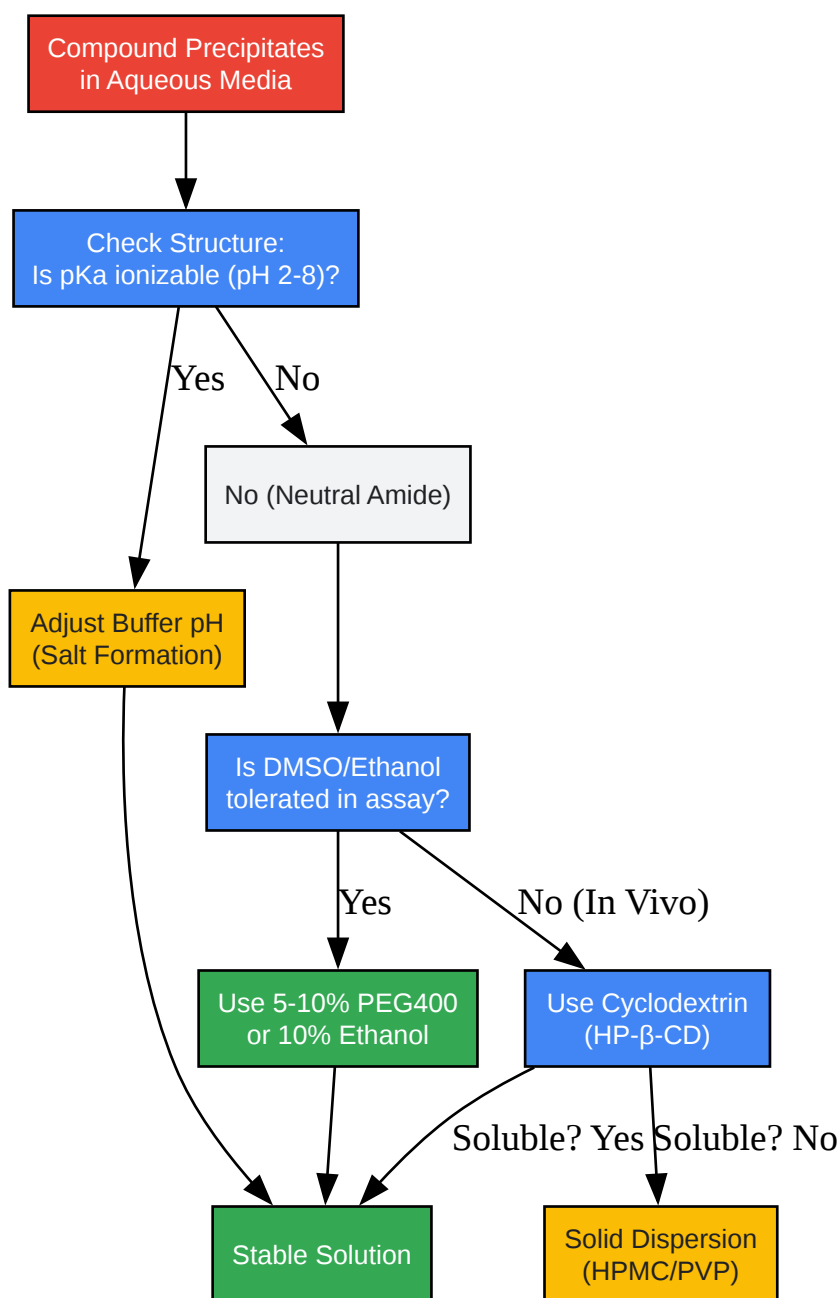 Compound Precipitates
in Aqueous Media
Check Structure:
Is pKa ionizable (pH 2-8)?
Yes
No
No (Neutral Amide)
Adjust Buffer pH
(Salt Formation)
Is DMSO/Ethanol
tolerated in assay?
Yes
No (In Vivo)
Use 5-10% PEG400
or 10% Ethanol
Use Cyclodextrin
(HP-β-CD)
Soluble? Yes
Soluble? No
Stable Solution
Solid Dispersion
(HPMC/PVP)